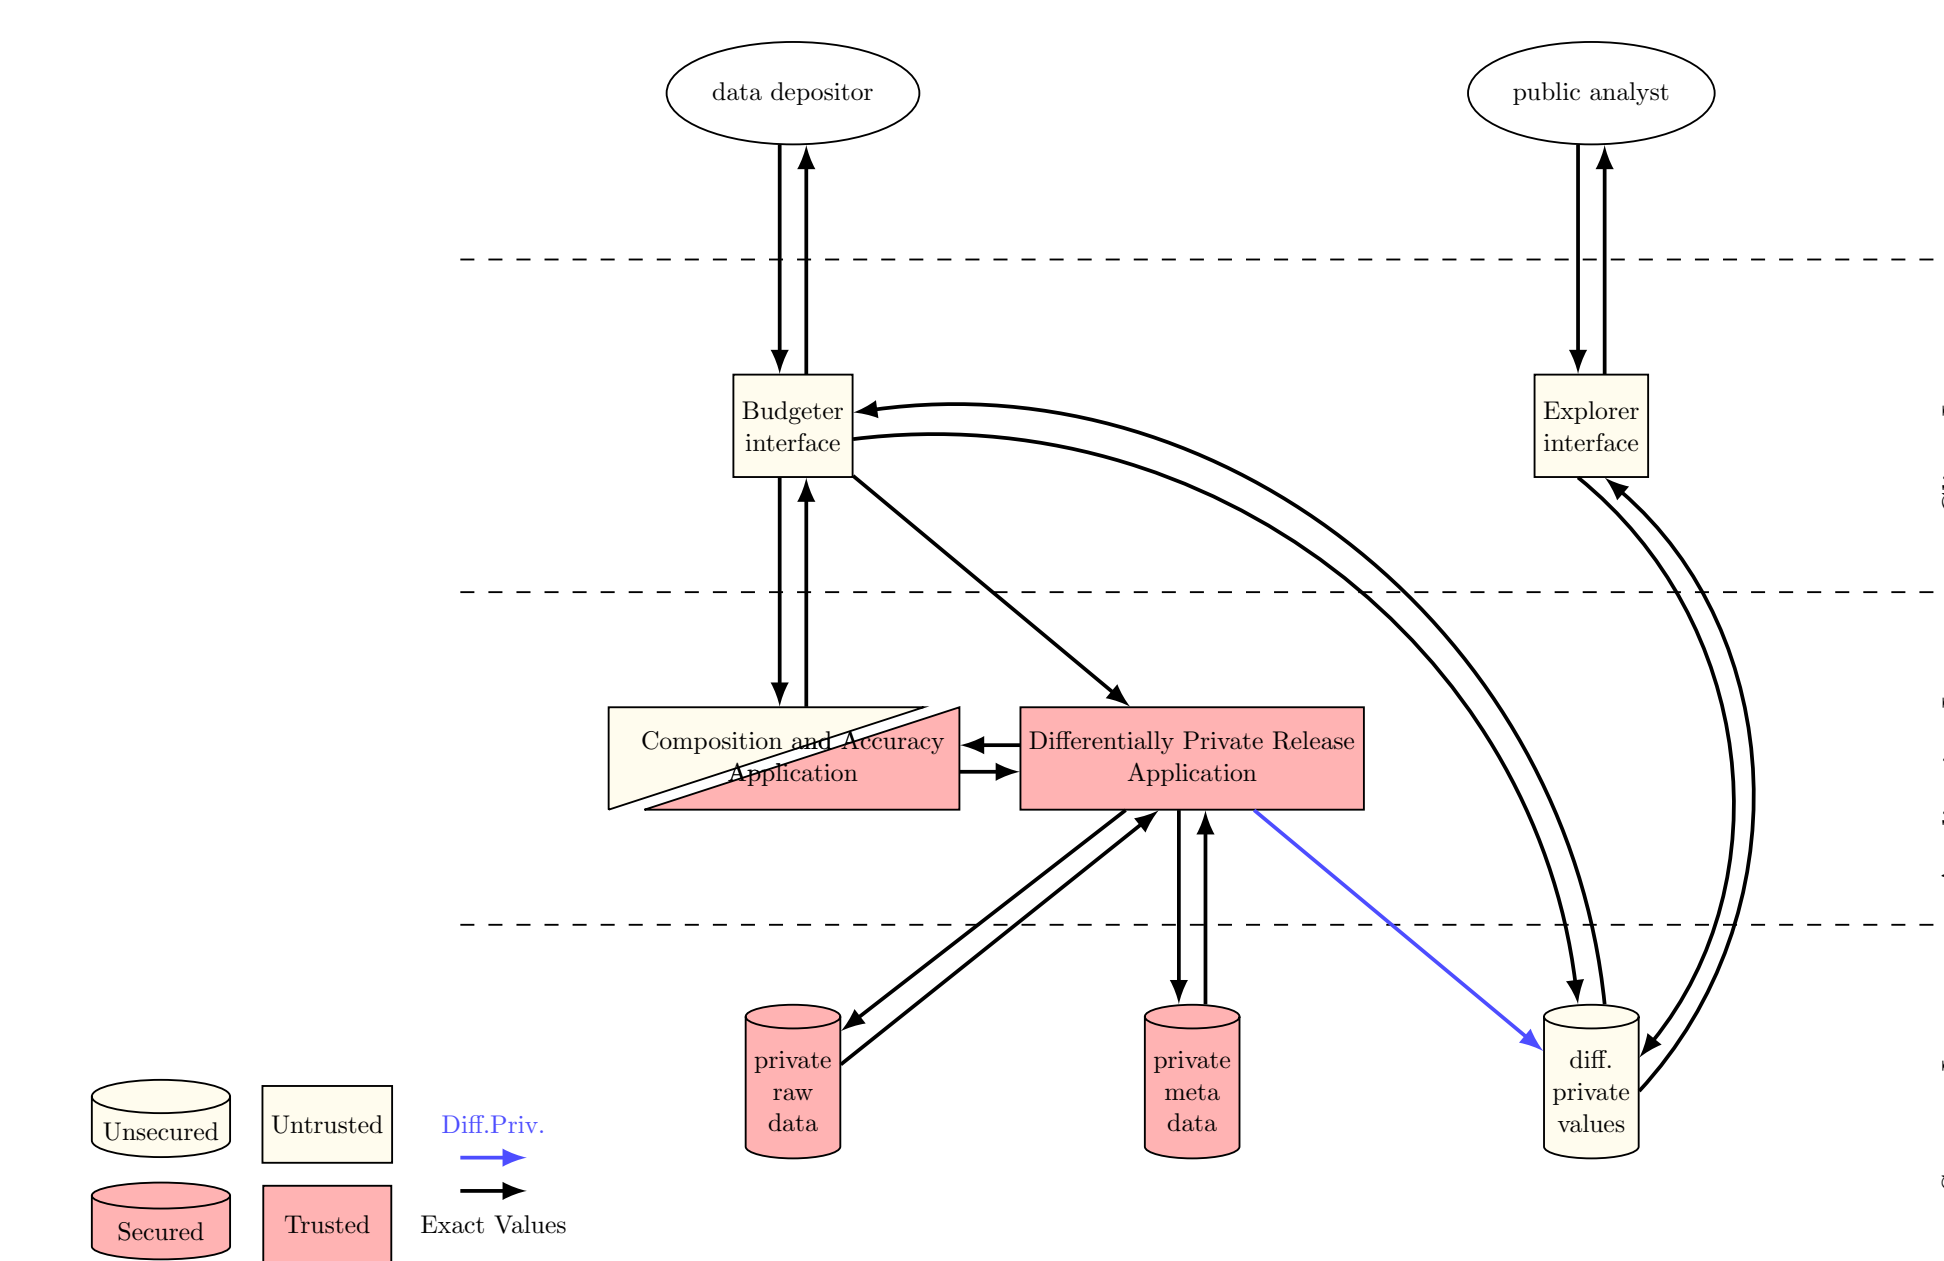 data depositor
public analyst
Budgeter
interface
Explorer
interface
Composition and Accuracy
Application
Differentially Private Release
Application
private
raw
data
private
meta
data
diff.
private
values
Unsecured
Untrusted
Diff.Priv.
Secured
Trusted
Exact Values